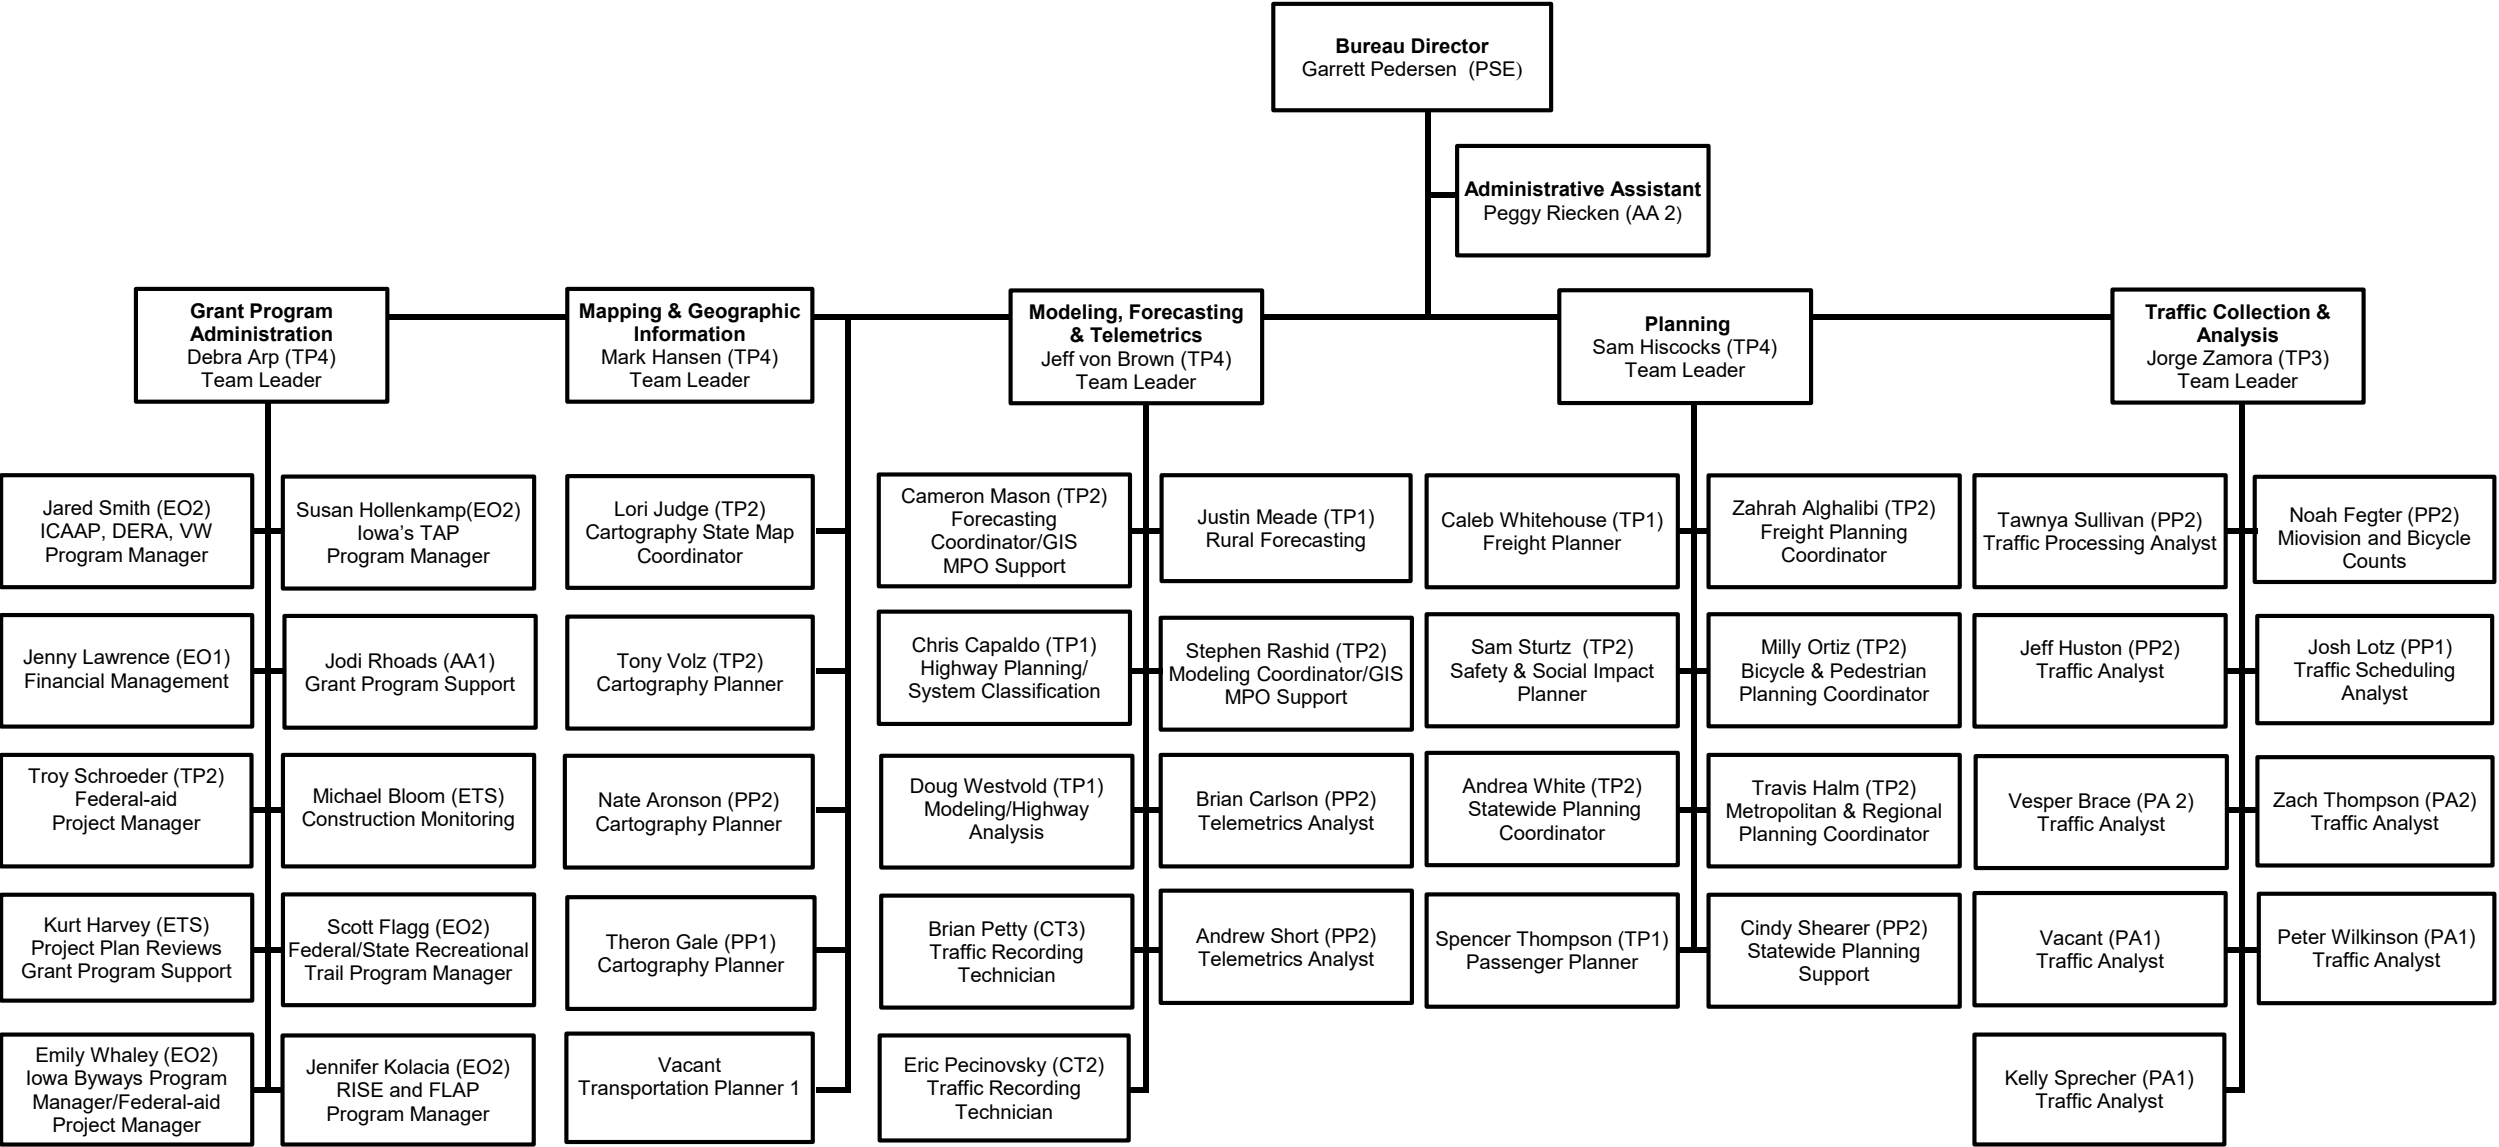 Bureau Director
Garrett Pedersen  (PSE)
Administrative Assistant
Peggy Riecken (AA 2)
Grant Program
Administration
Debra Arp (TP4)
Team Leader
Mapping & Geographic
Information
Mark Hansen (TP4)
Team Leader
Modeling, Forecasting
& Telemetrics
Jeff von Brown (TP4)
Team Leader
Planning
Sam Hiscocks (TP4)
Team Leader
Traffic Collection &
Analysis
Jorge Zamora (TP3)
Team Leader
Jared Smith (EO2)
ICAAP, DERA, VW
Program Manager
Susan Hollenkamp(EO2)
Iowa’s TAP
Program Manager
Lori Judge (TP2)
Cartography State Map
Coordinator
Cameron Mason (TP2)
Forecasting
Coordinator/GIS
MPO Support
Justin Meade (TP1)
Rural Forecasting
Caleb Whitehouse (TP1)
Freight Planner
Zahrah Alghalibi (TP2)
Freight Planning
Coordinator
Tawnya Sullivan (PP2)
Traffic Processing Analyst
Noah Fegter (PP2)
Miovision and Bicycle
Counts
Jenny Lawrence (EO1)
Financial Management
Jodi Rhoads (AA1)
Grant Program Support
Tony Volz (TP2)
Cartography Planner
Chris Capaldo (TP1)
Highway Planning/
System Classification
Stephen Rashid (TP2)
Modeling Coordinator/GIS
MPO Support
Sam Sturtz  (TP2)
Safety & Social Impact
Planner
Milly Ortiz (TP2)
Bicycle & Pedestrian
Planning Coordinator
Jeff Huston (PP2)
Traffic Analyst
Josh Lotz (PP1)
Traffic Scheduling
Analyst
Troy Schroeder (TP2)
Federal-aid
Project Manager
Michael Bloom (ETS)
Construction Monitoring
Nate Aronson (PP2)
Cartography Planner
Doug Westvold (TP1)
Modeling/Highway
Analysis
Brian Carlson (PP2)
Telemetrics Analyst
Andrea White (TP2)
Statewide Planning
Coordinator
Travis Halm (TP2)
Metropolitan & Regional
Planning Coordinator
Vesper Brace (PA 2)
Traffic Analyst
Zach Thompson (PA2)
Traffic Analyst
Kurt Harvey (ETS)
Project Plan Reviews
Grant Program Support
Scott Flagg (EO2)
Federal/State Recreational
Trail Program Manager
Theron Gale (PP1)
Cartography Planner
Brian Petty (CT3)
Traffic Recording
Technician
Andrew Short (PP2)
Telemetrics Analyst
Spencer Thompson (TP1)
Passenger Planner
Cindy Shearer (PP2)
Statewide Planning
Support
Vacant (PA1)
Traffic Analyst
Peter Wilkinson (PA1)
Traffic Analyst
Emily Whaley (EO2)
Iowa Byways Program
Manager/Federal-aid
Project Manager
Jennifer Kolacia (EO2)
RISE and FLAP
Program Manager
Vacant
Transportation Planner 1
Eric Pecinovsky (CT2)
Traffic Recording
Technician
Kelly Sprecher (PA1)
Traffic Analyst